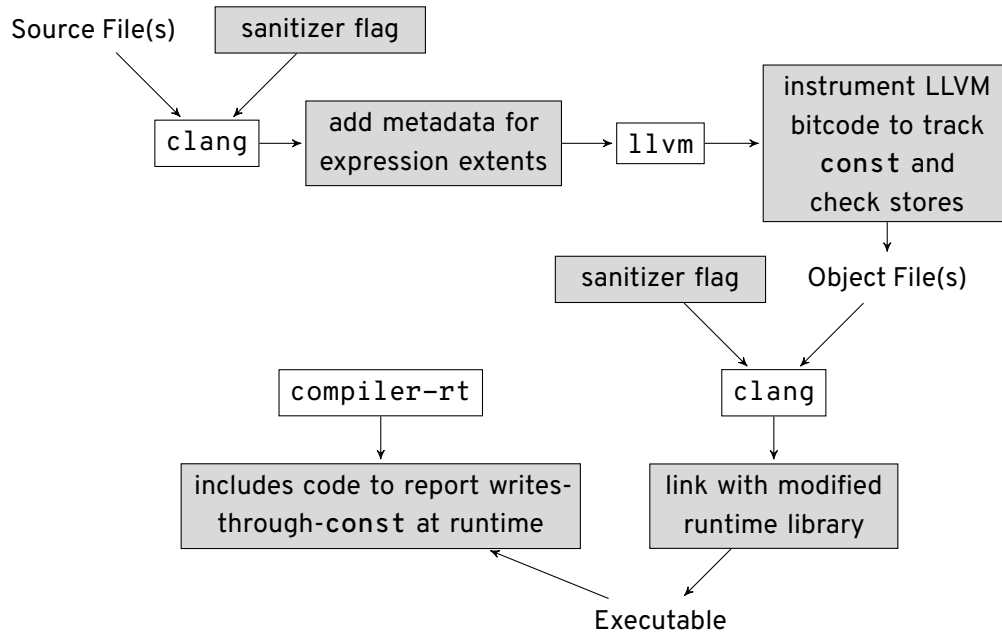 Source File(s)
sanitizer flag
clang
add metadata for
expression extents
llvm
instrument LLVM
bitcode to track
const and
check stores
sanitizer flag
Object File(s)
compiler-rt
clang
includes code to report writes-
through-const at runtime
link with modified
runtime library
Executable